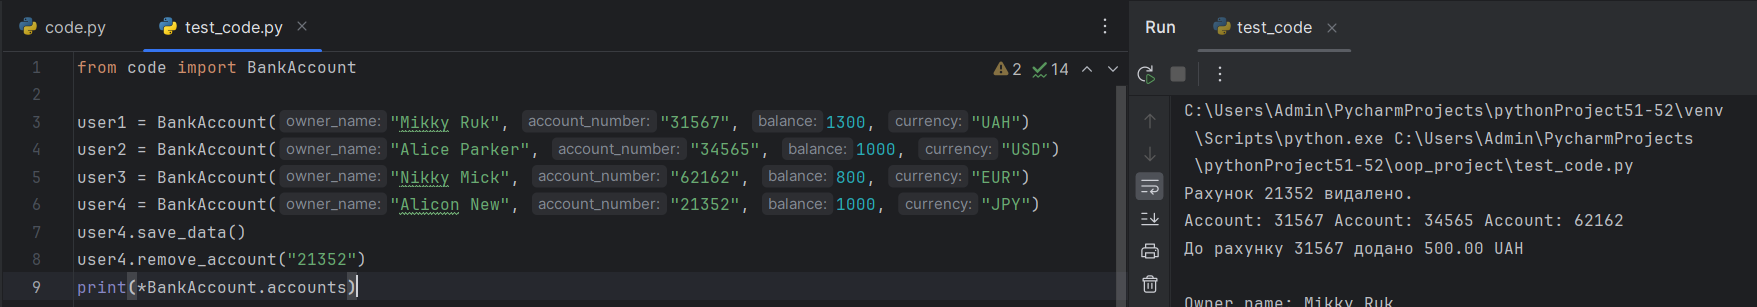 code.py
test_code.py
1 from code import BankAccount
2
3 user1 = BankAccount( owner_name: "Mikky Ruk", account_number: "31567", balance: 1300, currency: "UAH")
4 user2 = BankAccount( owner_name: "Alice Parker", account_number: "34565", balance: 1000, currency: "USD")
5 user3 = BankAccount( owner_name: "Nikky Mick", account_number: "62162", balance: 800, currency: "EUR")
6 user4 = BankAccount( owner_name: "Alicon New", account_number: "21352", balance: 1000, currency: "JPY")
7 user4.save_data()
8 user4.remove_account("21352")
9 print(*BankAccount.accounts)
2 14
Run test_code
C:\Users\Admin\PycharmProjects\pythonProject51-52\venv
\Scripts\python.exe C:\Users\Admin\PycharmProjects
\pythonProject51-52\oop_project\test_code.py
Рахунок 21352 видалено.
Account: 31567 Account: 34565 Account: 62162
До рахунку 31567 додано 500.00 UAH
Owner name: Mikky Ruk